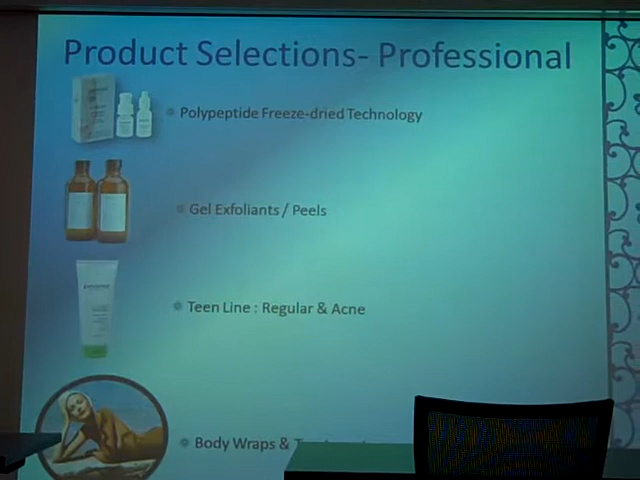 Product Selections- Professional
Polypeptide Freeze-dried Technology
Gel Exfoliants / Peels
Teen Line : Regular & Acne
Body Wraps &